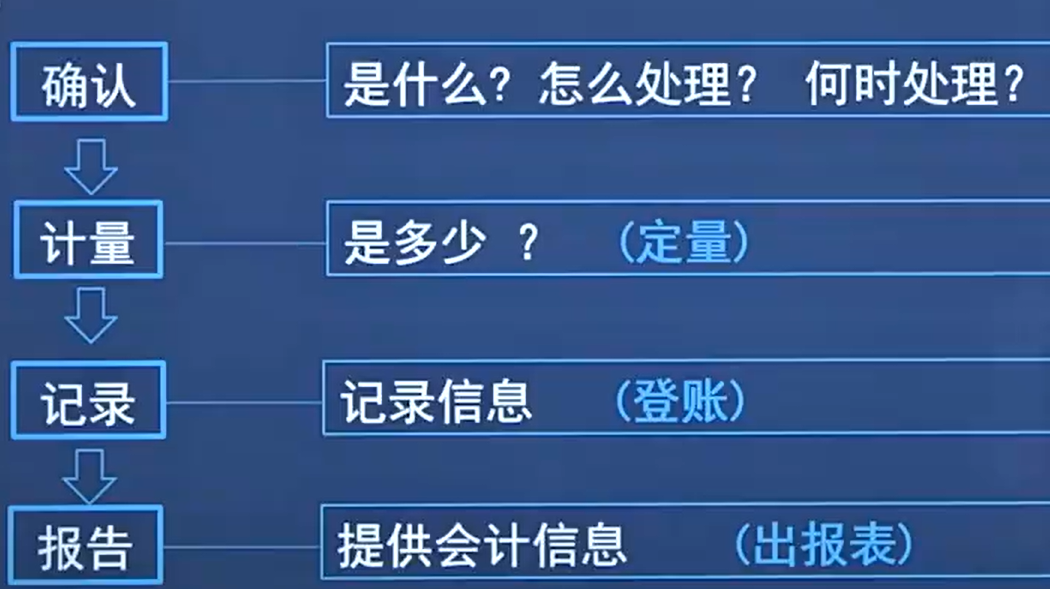 确认 是什么？怎么处理？ 何时处理？
计量 是多少 ？ （定量）
记录 记录信息 （登账）
报告 提供会计信息 （出报表）